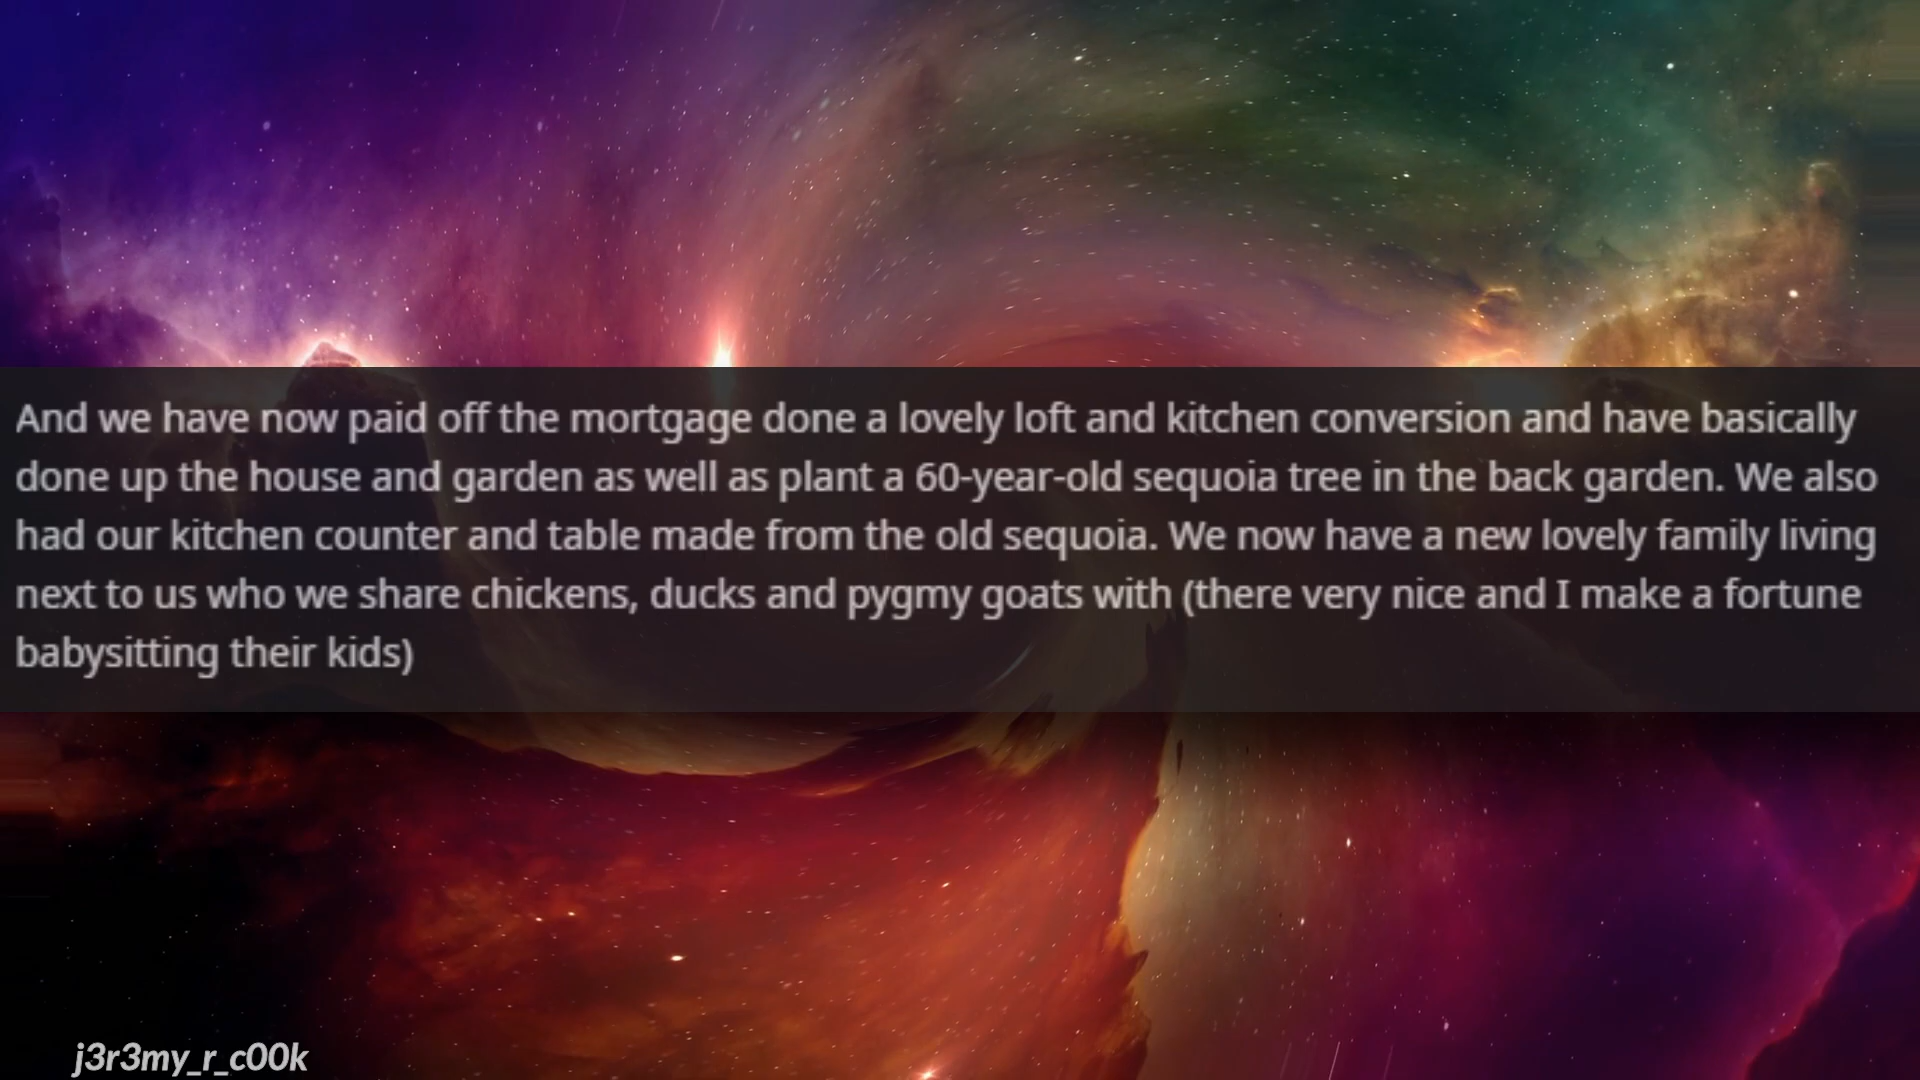 And we have now paid off the mortgage done a lovely loft and kitchen conversion and have basically
done up the house and garden as well as plant a 60-year-old sequoia tree in the back garden. We also
had our kitchen counter and table made from the old sequoia. We now have a new lovely family living
next to us who we share chickens, ducks and pygmy goats with (there very nice and I make a fortune
babysitting their kids)
j3r3my_r_c00k